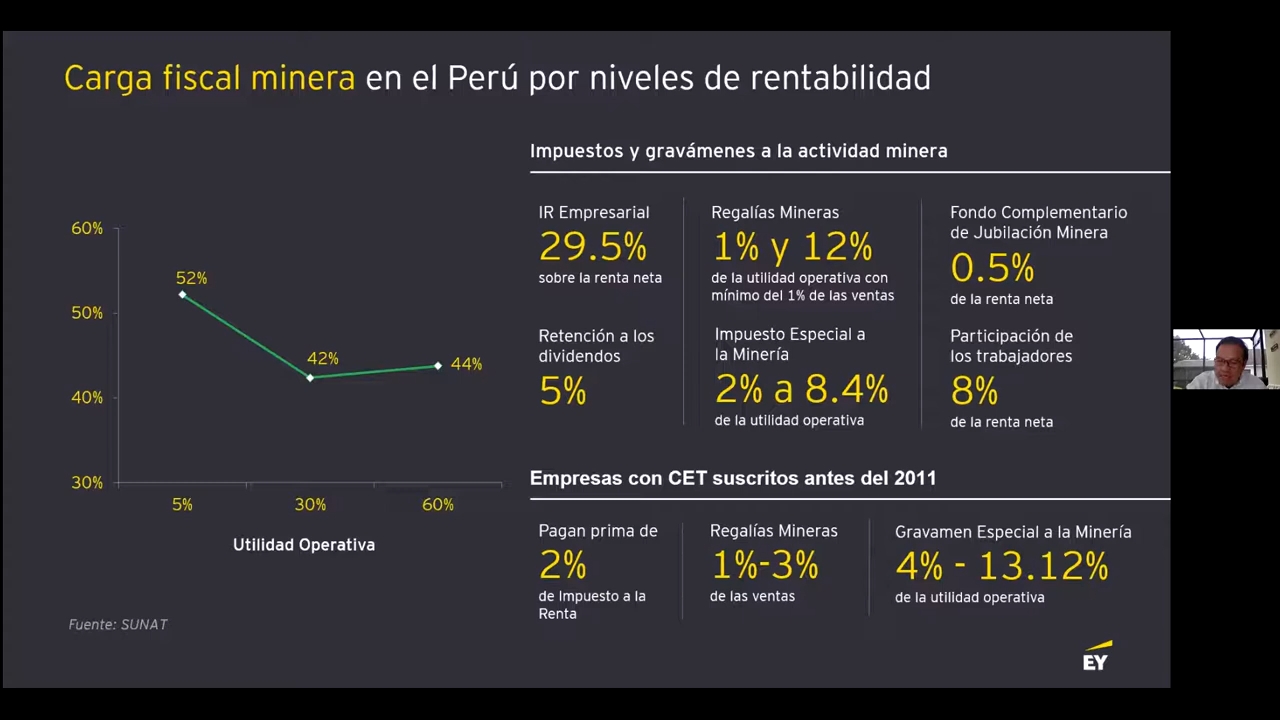 Carga fiscal minera en el Perú por niveles de rentabilidad
60%
50%
40%
30%
52%
42%
44%
5%
30%
60%
Utilidad Operativa
Fuente: SUNAT
Impuestos y gravámenes a la actividad minera
IR Empresarial
29.5%
sobre la renta neta
Regalías Mineras
1% y 12%
de la utilidad operativa con
mínimo del 1% de las ventas
Fondo Complementario
de Jubilación Minera
0.5%
de la renta neta
Retención a los
dividendos
5%
Impuesto Especial a
la Minería
2% a 8.4%
de la utilidad operativa
Participación de
los trabajadores
8%
de la renta neta
Empresas con CET suscritos antes del 2011
Pagan prima de
2%
de Impuesto a la
Renta
Regalías Mineras
1%-3%
de las ventas
Gravamen Especial a la Minería
4% - 13.12%
de la utilidad operativa
EY